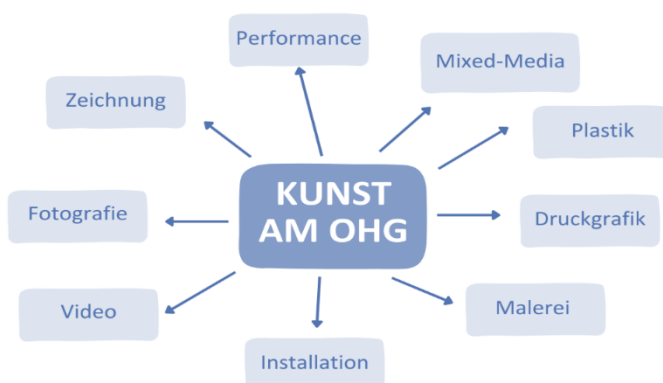 Performance
Mixed-Media
Zeichnung
Plastik
KUNST
AM OHG
Fotografie
Druckgrafik
Video
Malerei
Installation